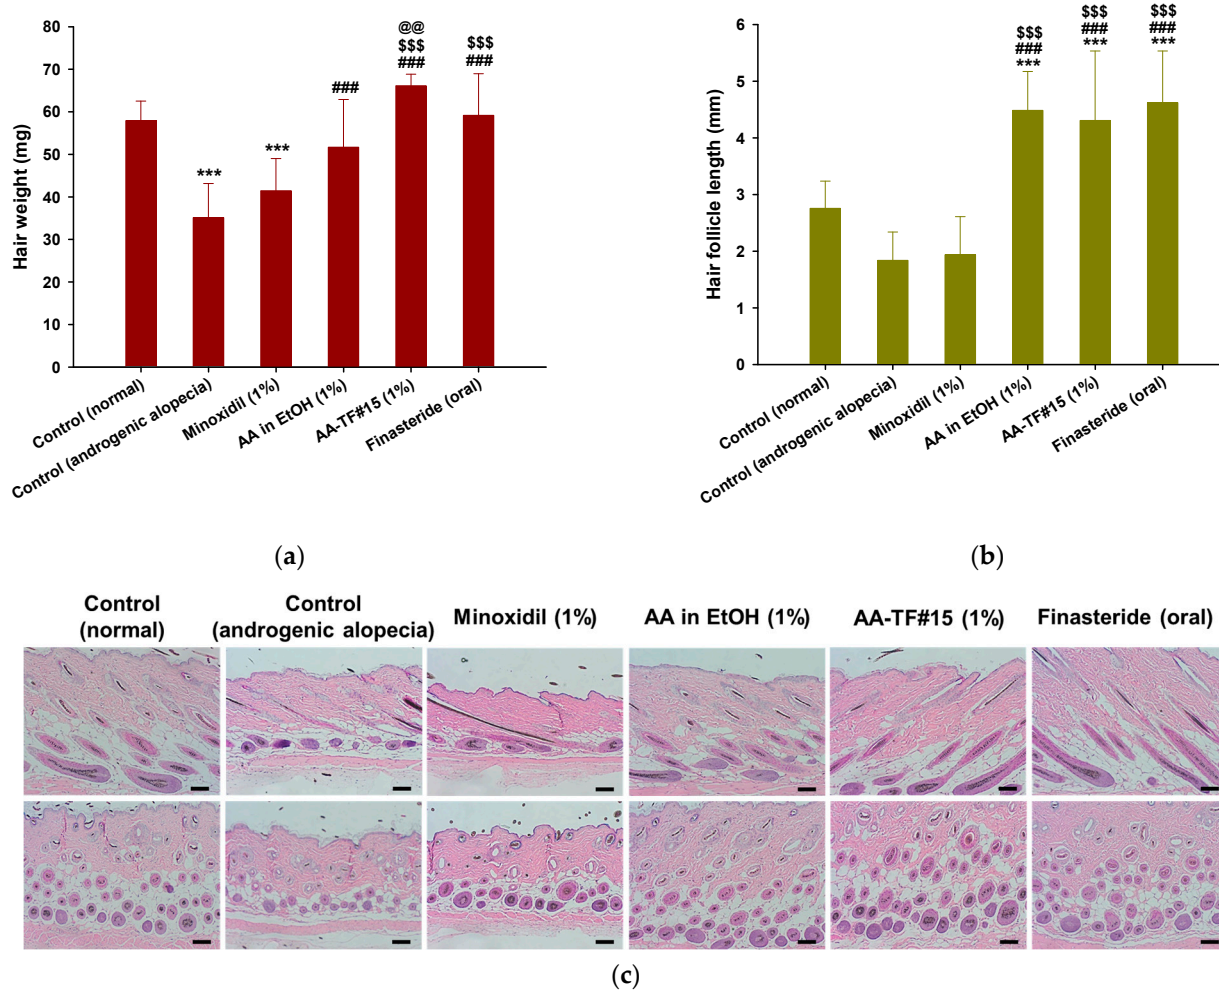 80
70
60
50
40
30
20
10
0
Hair weight (mg)
***
***
###
@@
$$$
###
$$$
###
Control (normal)
Control (androgenic alopecia)
Minoxidil (1%)
AA in EtOH (1%)
AA-TF#15 (1%)
Finasteride (oral)
(a)
6
5
4
3
2
1
0
Hair follicle length (mm)
$$$
###
***
$$$
###
***
$$$
###
***
Control (normal)
Control (androgenic alopecia)
Minoxidil (1%)
AA in EtOH (1%)
AA-TF#15 (1%)
Finasteride (oral)
(b)
Control
(normal)
Control
(androgenic alopecia)
Minoxidil (1%)
AA in EtOH (1%)
AA-TF#15 (1%)
Finasteride (oral)
(c)